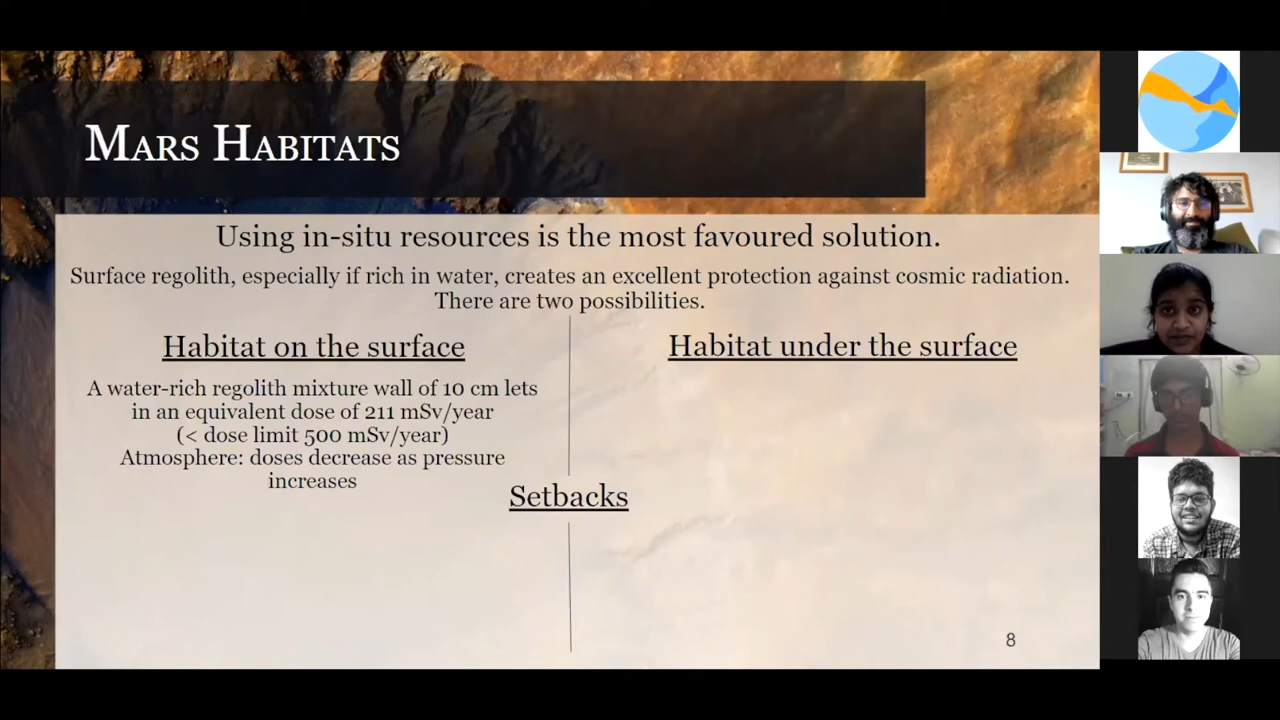 Mars Habitats
Using in-situ resources is the most favoured solution.
Surface regolith, especially if rich in water, creates an excellent protection against cosmic radiation.
There are two possibilities.
Habitat on the surface
A water-rich regolith mixture wall of 10 cm lets
in an equivalent dose of 211 mSv/year
(< dose limit 500 mSv/year)
Atmosphere: doses decrease as pressure
increases
Habitat under the surface
Setbacks
8